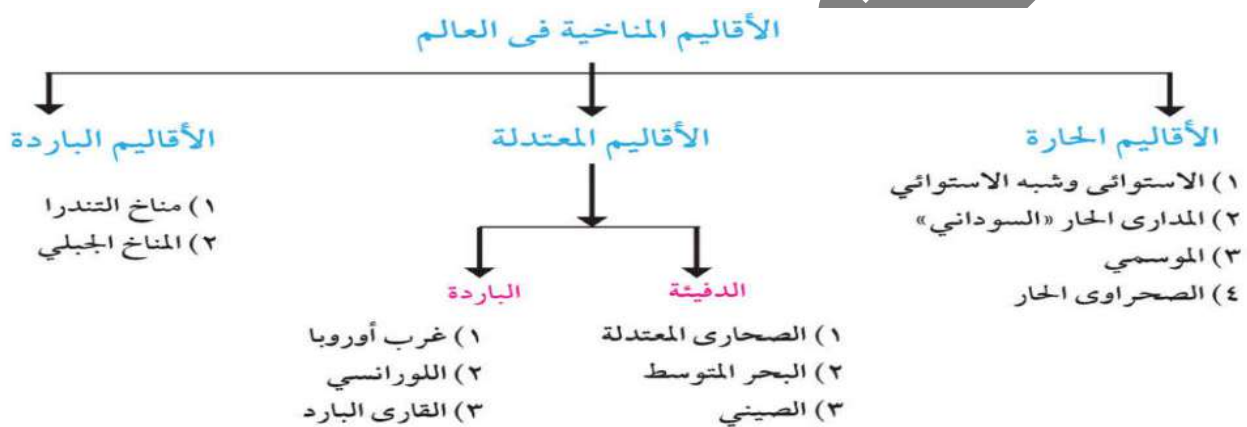 الأقاليم المناخية فى العالم
الأقاليم الحارة
١) الاستوائى وشبه الاستوائي
٢) المدارى الحار «السوداني»
٣) الموسمي
٤) الصحراوى الحار
الأقاليم المعتدلة
الدفيئة
١) الصحارى المعتدلة
٢) البحر المتوسط
٣) الصيني
الباردة
١) غرب أوروبا
٢) اللورانسي
٣) القارى البارد
الأقاليم الباردة
١) مناخ التندرا
٢) المناخ الجبلي